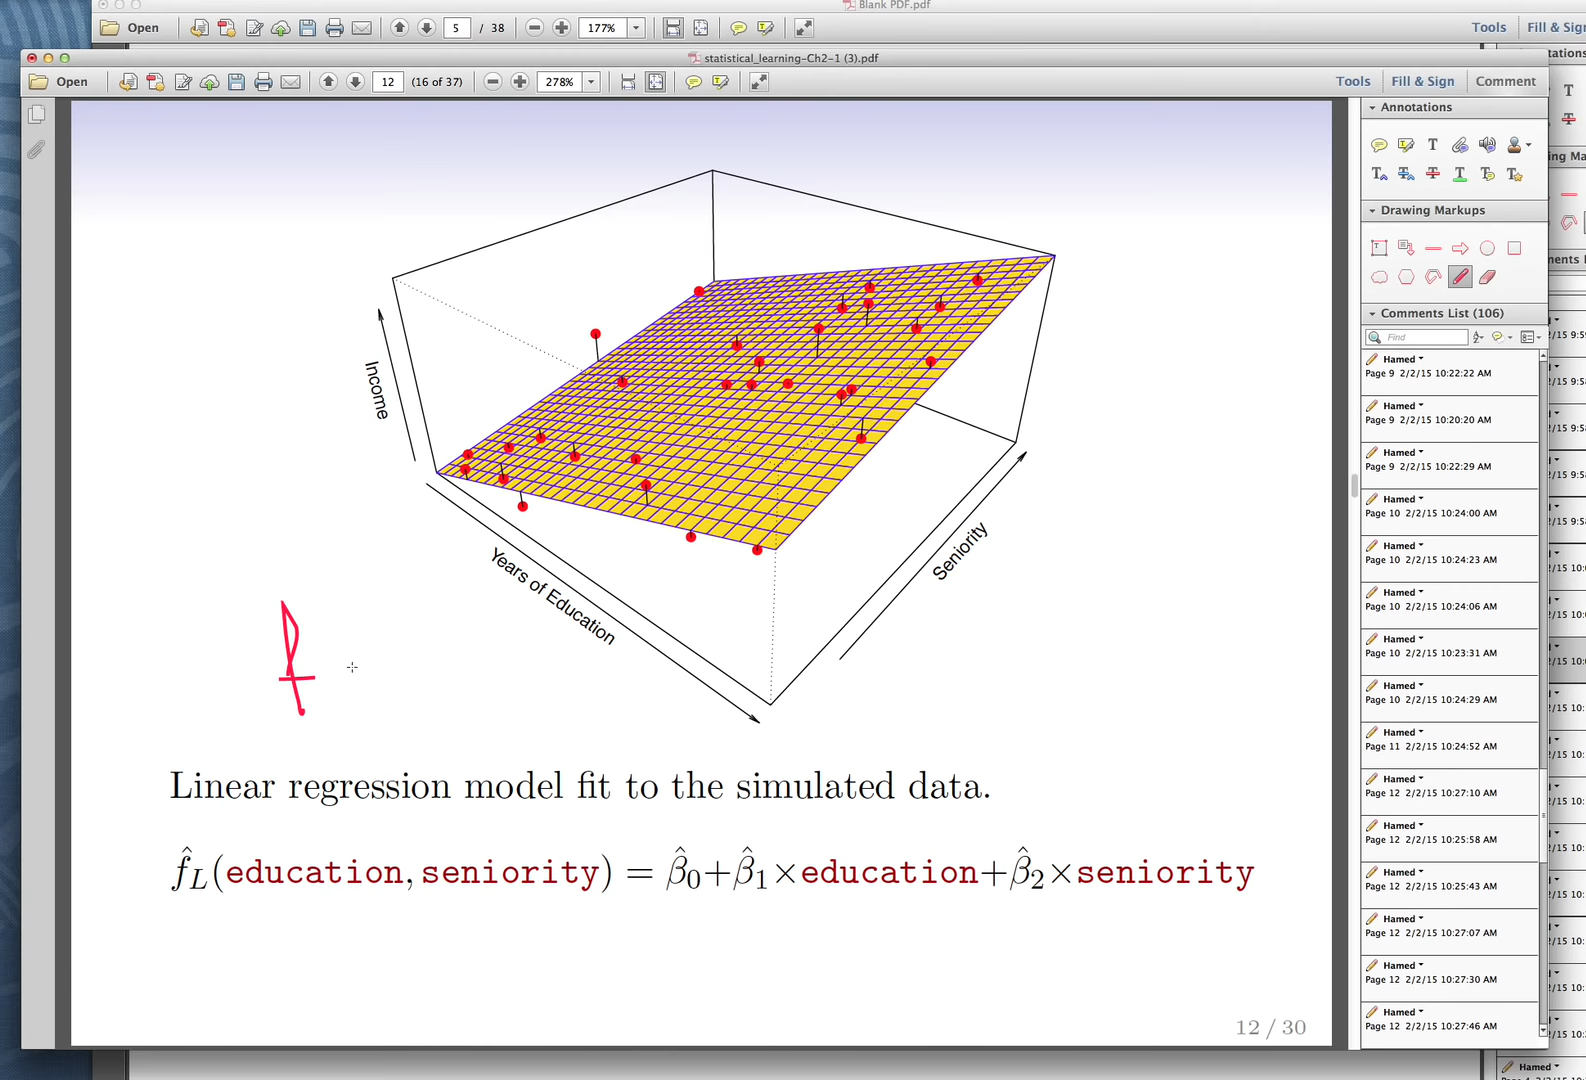 Blank PDF.pdf
Open 5 / 38 177% Tools Fill & Sign
statistical_learning-Ch2-1 (3).pdf
Open 12 (16 of 37) 278% Tools Fill & Sign Comment
Annotations
Drawing Markups
Comments List (106)
Find
Hamed
Page 9 2/2/15 10:22:22 AM
Hamed
Page 9 2/2/15 10:20:20 AM
Hamed
Page 9 2/2/15 10:22:29 AM
Hamed
Page 10 2/2/15 10:24:00 AM
Hamed
Page 10 2/2/15 10:24:23 AM
Hamed
Page 10 2/2/15 10:24:06 AM
Hamed
Page 10 2/2/15 10:23:31 AM
Hamed
Page 10 2/2/15 10:24:29 AM
Hamed
Page 11 2/2/15 10:24:52 AM
Hamed
Page 12 2/2/15 10:27:10 AM
Hamed
Page 12 2/2/15 10:25:58 AM
Hamed
Page 12 2/2/15 10:25:43 AM
Hamed
Page 12 2/2/15 10:27:07 AM
Hamed
Page 12 2/2/15 10:27:30 AM
Hamed
Page 12 2/2/15 10:27:46 AM
Hamed
Income
Years of Education
Seniority
Linear regression model fit to the simulated data.
f̂_L(education, seniority) = β̂₀+β̂₁×education+β̂₂×seniority
12 / 30